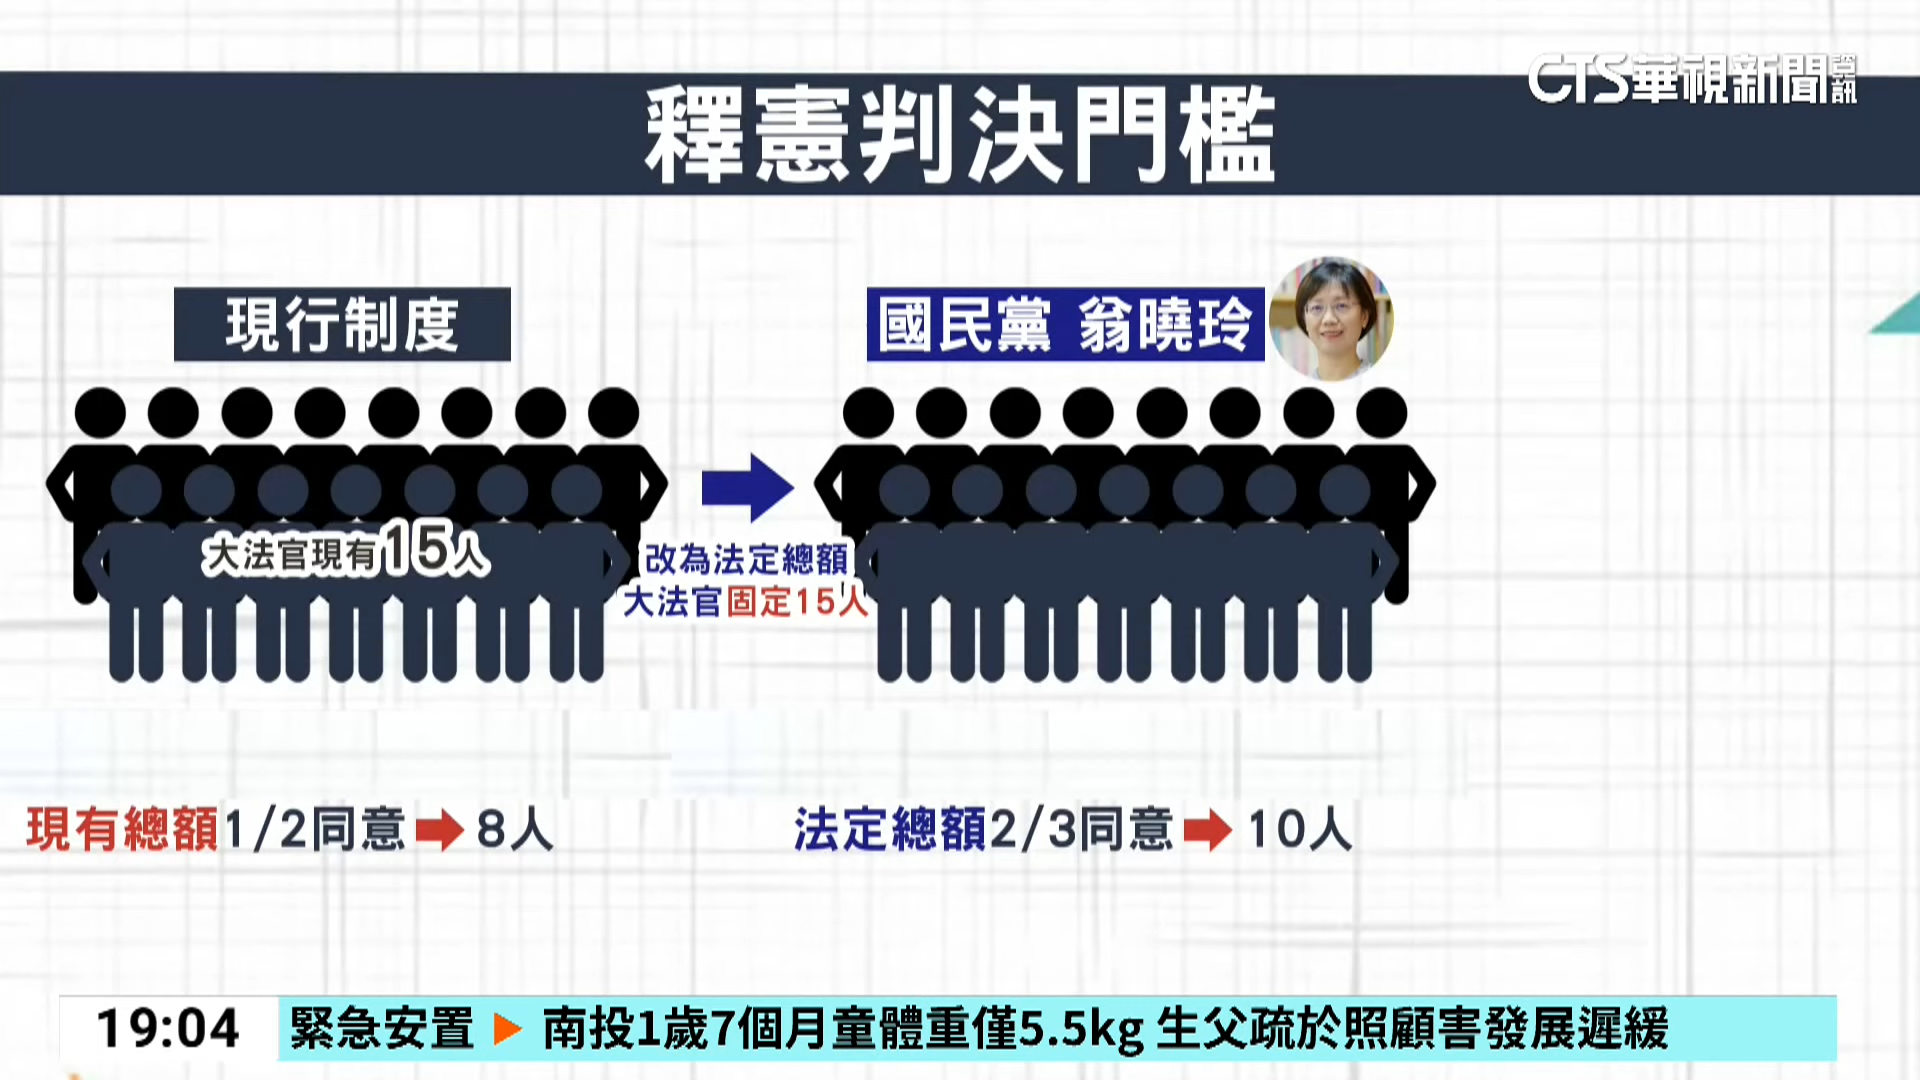 CTS華視新聞資訊
釋憲判決門檻
現行制度
國民黨 翁曉玲
大法官現有15人
改為法定總額
大法官固定15人
現有總額1/2同意 8人
法定總額2/3同意 10人
19:04 緊急安置 南投1歲7個月童體重僅5.5kg 生父疏於照顧害發展遲緩